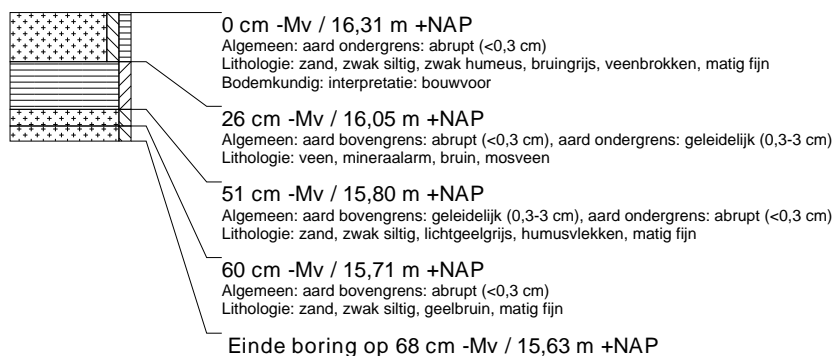 0 cm -Mv / 16,31 m +NAP
Algemeen: aard ondergrens: abrupt (<0,3 cm)
Lithologie: zand, zwak siltig, zwak humeus, bruingrijs, veenbrokken, matig fijn
Bodemkundig: interpretatie: bouwvoor
26 cm -Mv / 16,05 m +NAP
Algemeen: aard bovengrens: abrupt (<0,3 cm), aard ondergrens: geleidelijk (0,3-3 cm)
Lithologie: veen, mineraalarm, bruin, mosveen
51 cm -Mv / 15,80 m +NAP
Algemeen: aard bovengrens: geleidelijk (0,3-3 cm), aard ondergrens: abrupt (<0,3 cm)
Lithologie: zand, zwak siltig, lichtgeelgrijs, humusvlekken, matig fijn
60 cm -Mv / 15,71 m +NAP
Algemeen: aard bovengrens: abrupt (<0,3 cm)
Lithologie: zand, zwak siltig, geelbruin, matig fijn
Einde boring op 68 cm -Mv / 15,63 m +NAP